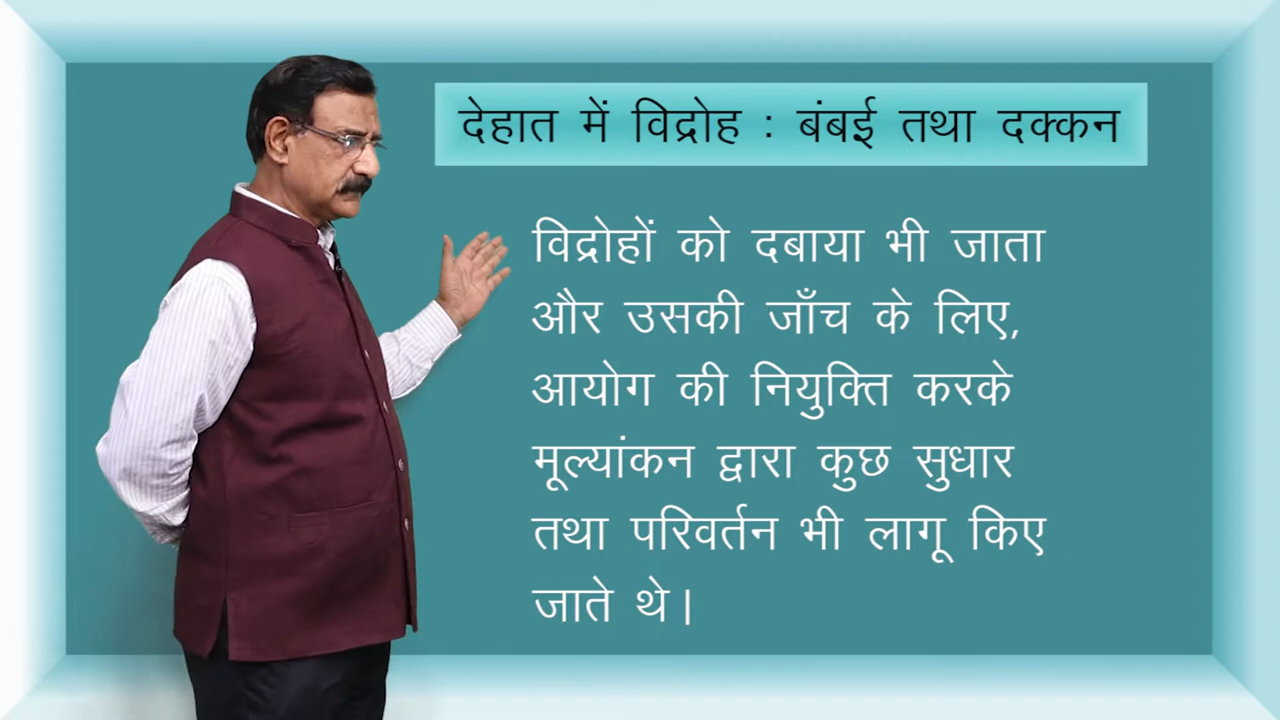 देहात में विद्रोह : बंबई तथा दक्कन
विद्रोहों को दबाया भी जाता
और उसकी जाँच के लिए,
आयोग की नियुक्ति करके
मूल्यांकन द्वारा कुछ सुधार
तथा परिवर्तन भी लागू किए
जाते थे।